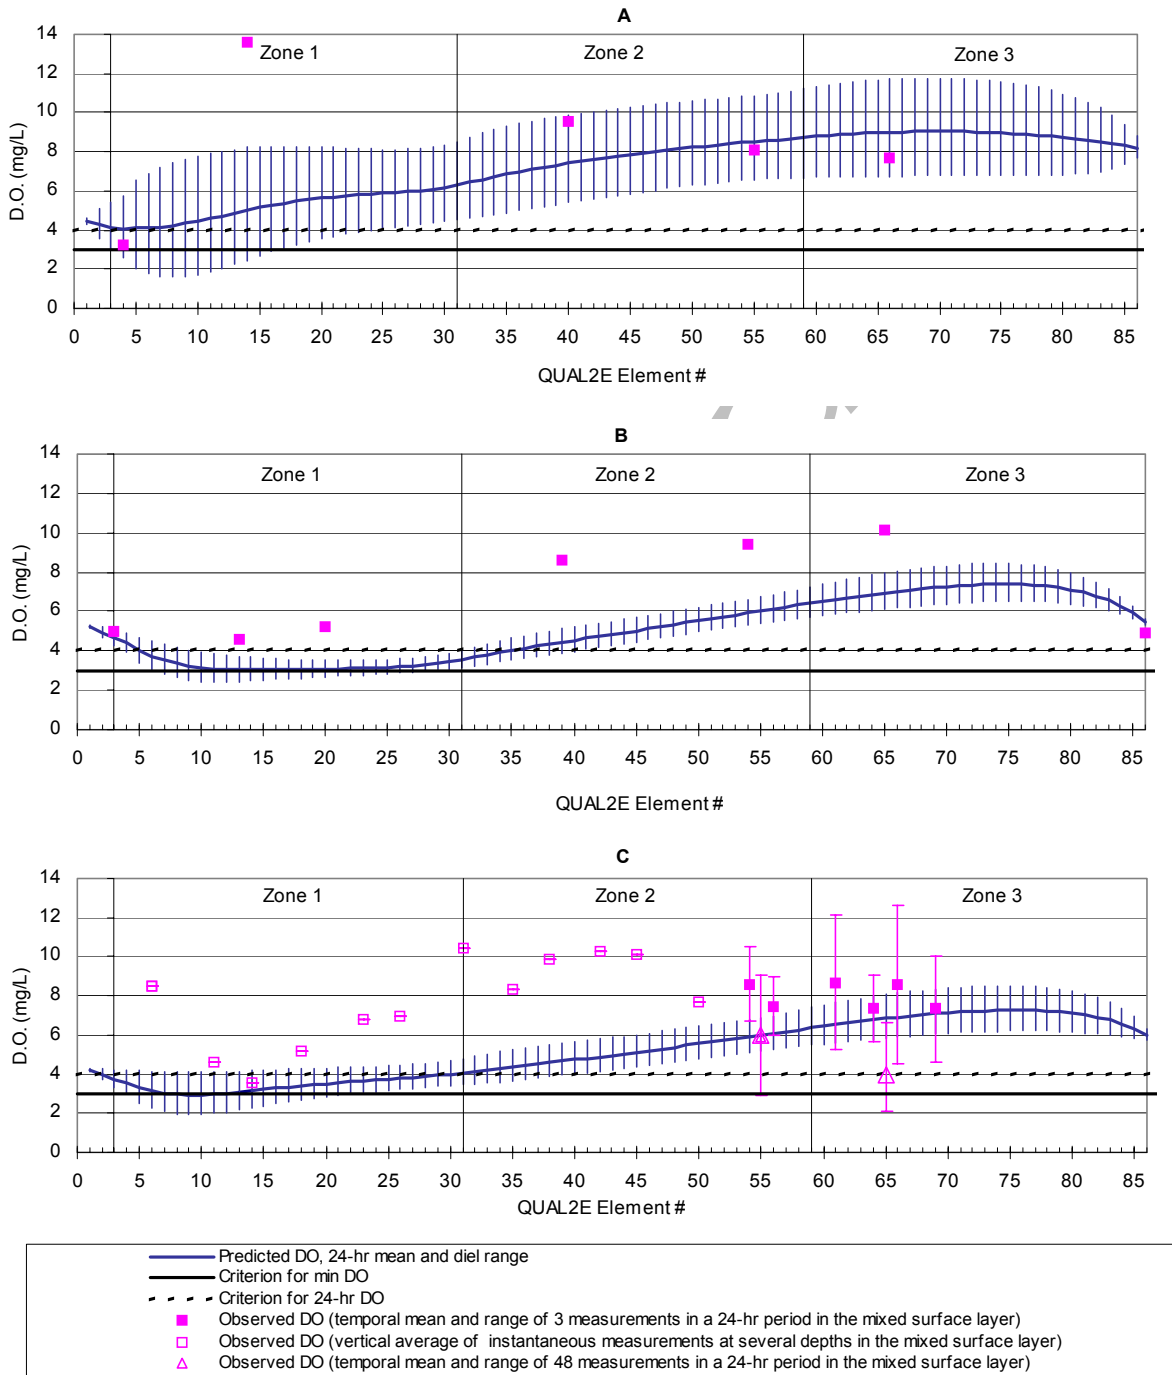 A
14
12
10
8
6
4
2
0
D.O. (mg/L)
Zone 1
Zone 2
Zone 3
0 5 10 15 20 25 30 35 40 45 50 55 60 65 70 75 80 85
QUAL2E Element #
B
14
12
10
8
6
4
2
0
D.O. (mg/L)
Zone 1
Zone 2
Zone 3
0 5 10 15 20 25 30 35 40 45 50 55 60 65 70 75 80 85
QUAL2E Element #
C
14
12
10
8
6
4
2
0
D.O. (mg/L)
Zone 1
Zone 2
Zone 3
0 5 10 15 20 25 30 35 40 45 50 55 60 65 70 75 80 85
QUAL2E Element #
Predicted DO, 24-hr mean and diel range
Criterion for min DO
Criterion for 24-hr DO
Observed DO (temporal mean and range of 3 measurements in a 24-hr period in the mixed surface layer)
Observed DO (vertical average of instantaneous measurements at several depths in the mixed surface layer)
Observed DO (temporal mean and range of 48 measurements in a 24-hr period in the mixed surface layer)